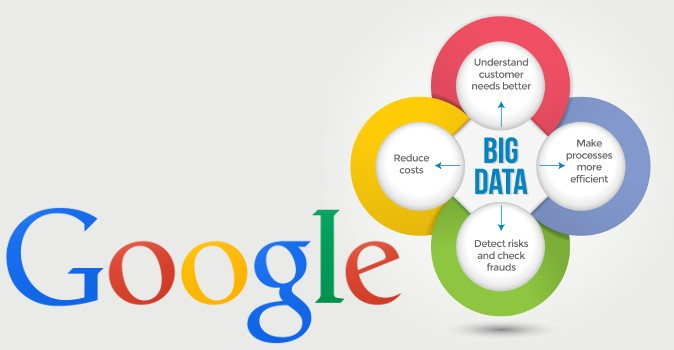 Understand
customer
needs better
Reduce
costs
BIG
DATA
Make
processes
more
efficient
Detect risks
and check
frauds
Google